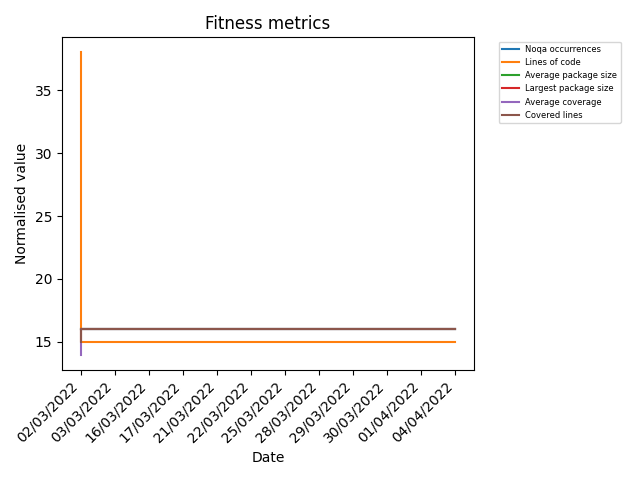 Fitness metrics
Noqa occurrences
Lines of code
Average package size
Largest package size
Average coverage
Covered lines
Normalised value
35
30
25
20
15
02/03/2022
03/03/2022
16/03/2022
17/03/2022
21/03/2022
22/03/2022
25/03/2022
28/03/2022
29/03/2022
30/03/2022
01/04/2022
04/04/2022
Date